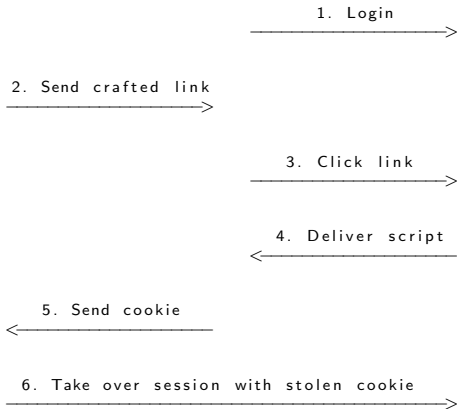 1. Login
2. Send crafted link
3. Click link
4. Deliver script
5. Send cookie
6. Take over session with stolen cookie